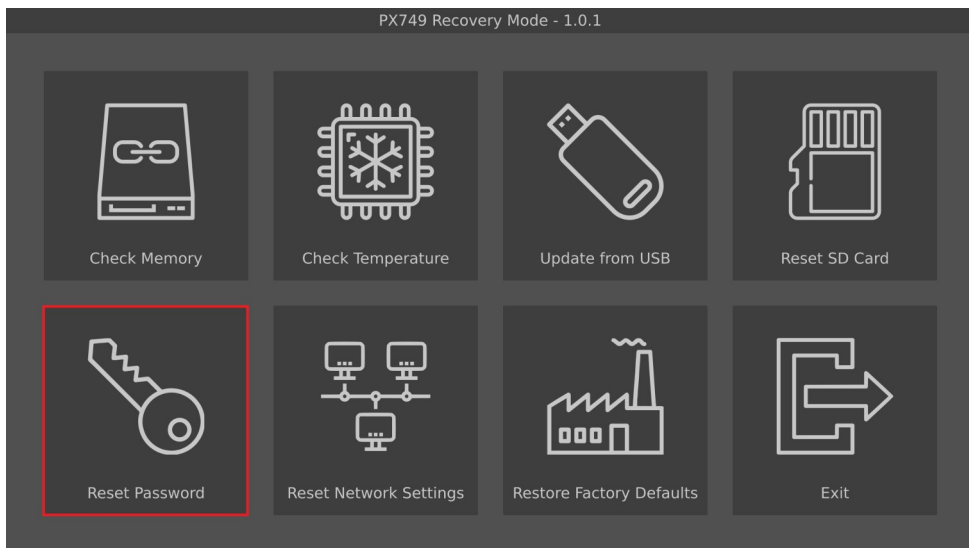 PX749 Recovery Mode - 1.0.1
Check Memory
Check Temperature
Update from USB
Reset SD Card
Reset Password
Reset Network Settings
Restore Factory Defaults
Exit